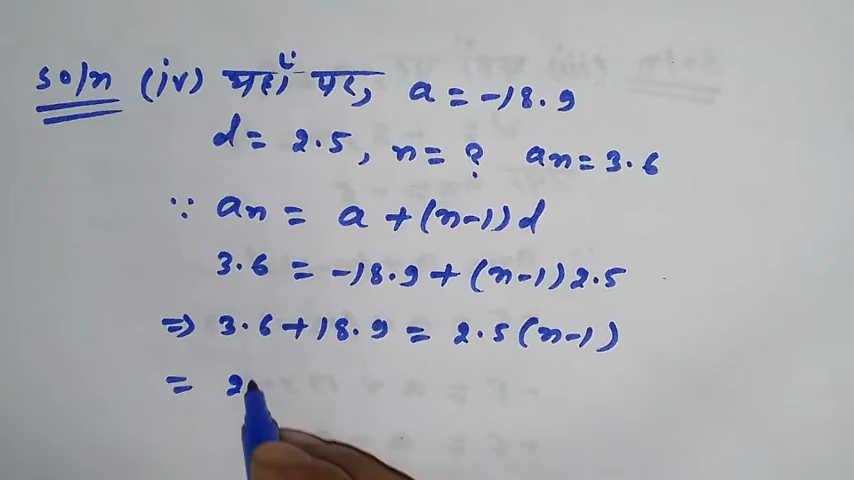 Soln (iv) यहाँ पर, a = -18.9
d = 2.5, n = ? an = 3.6
∵ an = a + (n-1)d
3.6 = -18.9 + (n-1) 2.5
⇒ 3.6 + 18.9 = 2.5 (n-1)
= 2